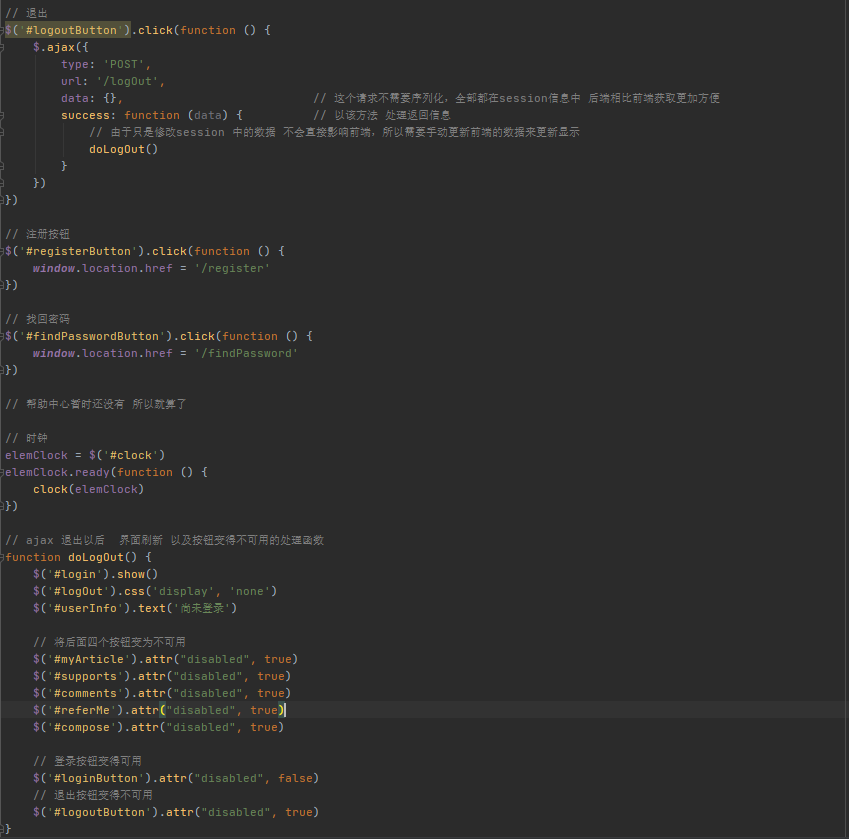 // 退出
$('#logoutButton').click(function () {
$.ajax({
type: 'POST',
url: '/logOut',
data: {}, // 这个请求不需要序列化，全部都在session信息中 后端相比前端获取更加方便
success: function (data) { // 以该方法 处理返回信息
// 由于只是修改session 中的数据 不会直接影响前端，所以需要手动更新前端的数据来更新显示
doLogOut()
}
})
})
// 注册按钮
$('#registerButton').click(function () {
window.location.href = '/register'
})
// 找回密码
$('#findPasswordButton').click(function () {
window.location.href = '/findPassword'
})
// 帮助中心暂时还没有 所以就算了
// 时钟
elemClock = $('#clock')
elemClock.ready(function () {
clock(elemClock)
})
// ajax 退出以后 界面刷新 以及按钮变得不可用的处理函数
function doLogOut() {
$('#login').show()
$('#logOut').css('display', 'none')
$('#userInfo').text('尚未登录')
// 将后面四个按钮变为不可用
$('#myArticle').attr("disabled", true)
$('#supports').attr("disabled", true)
$('#comments').attr("disabled", true)
$('#referMe').attr("disabled", true)
$('#compose').attr("disabled", true)
// 登录按钮变得可用
$('#loginButton').attr("disabled", false)
// 退出按钮变得不可用
$('#logoutButton').attr("disabled", true)
}